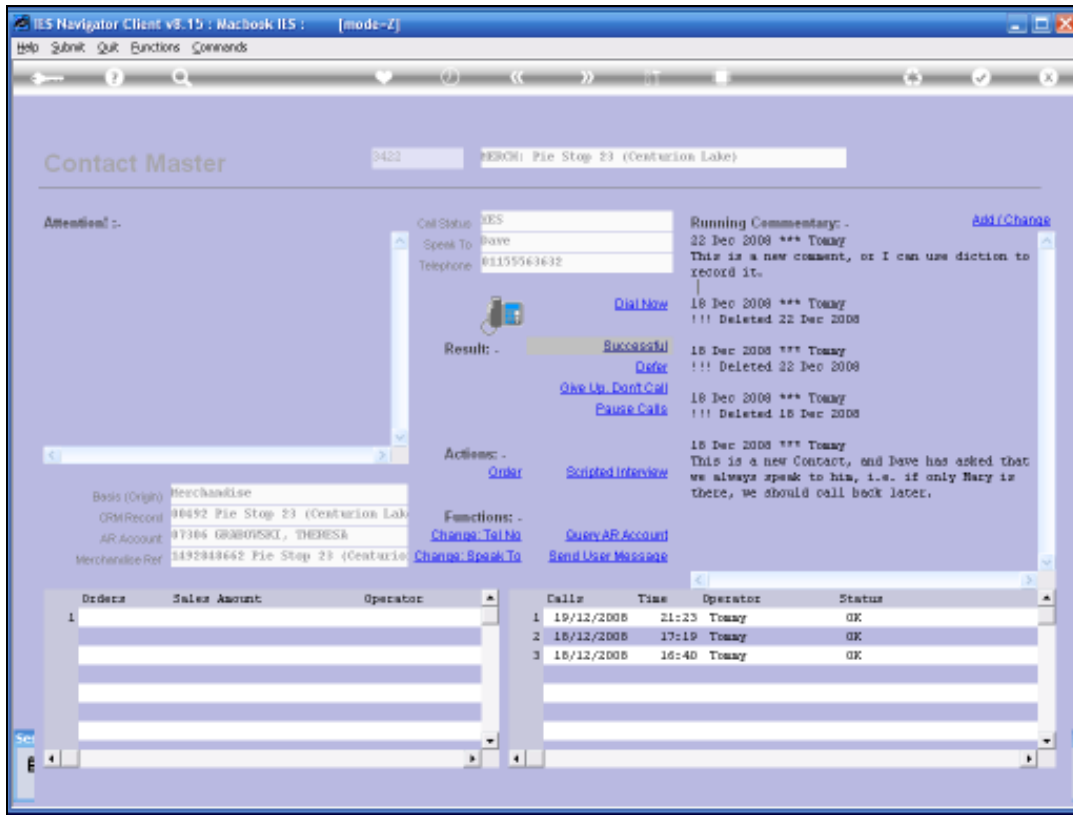 IES Navigator Client v8.15 : Macbook IES : [mode=Z]
Help Submit Quit Functions Commands
Contact Master 3422 MERCH: Pie Stop 23 (Centurion Lake)
Attention! :-
Call Status YES
Speak To Dave
Telephone 01155563632
Dial Now
Result: -
Successful
Defer
Give Up, Don't Call
Pause Calls
Actions: -
Order Scripted Interview
Functions: -
Change: Tel No Query AR Account
Change: Speak To Send User Message
Basis (Origin) Merchandise
CRM Record 00492 Pie Stop 23 (Centurion Lak
AR Account 07306 GRABOWSKI, THERESA
Merchandise Ref 1492848662 Pie Stop 23 (Centurio
Running Commentary: - Add / Change
22 Dec 2008 *** Tommy
This is a new comment, or I can use diction to
record it.
18 Dec 2008 *** Tommy
!!! Deleted 22 Dec 2008
18 Dec 2008 *** Tommy
!!! Deleted 22 Dec 2008
18 Dec 2008 *** Tommy
!!! Deleted 18 Dec 2008
18 Dec 2008 *** Tommy
This is a new Contact, and Dave has asked that
we always speak to him, i.e. if only Mary is
there, we should call back later.
Orders Sales Amount Operator
1
Calls Time Operator Status
1 19/12/2008 21:23 Tommy OK
2 18/12/2008 17:19 Tommy OK
3 18/12/2008 16:40 Tommy OK